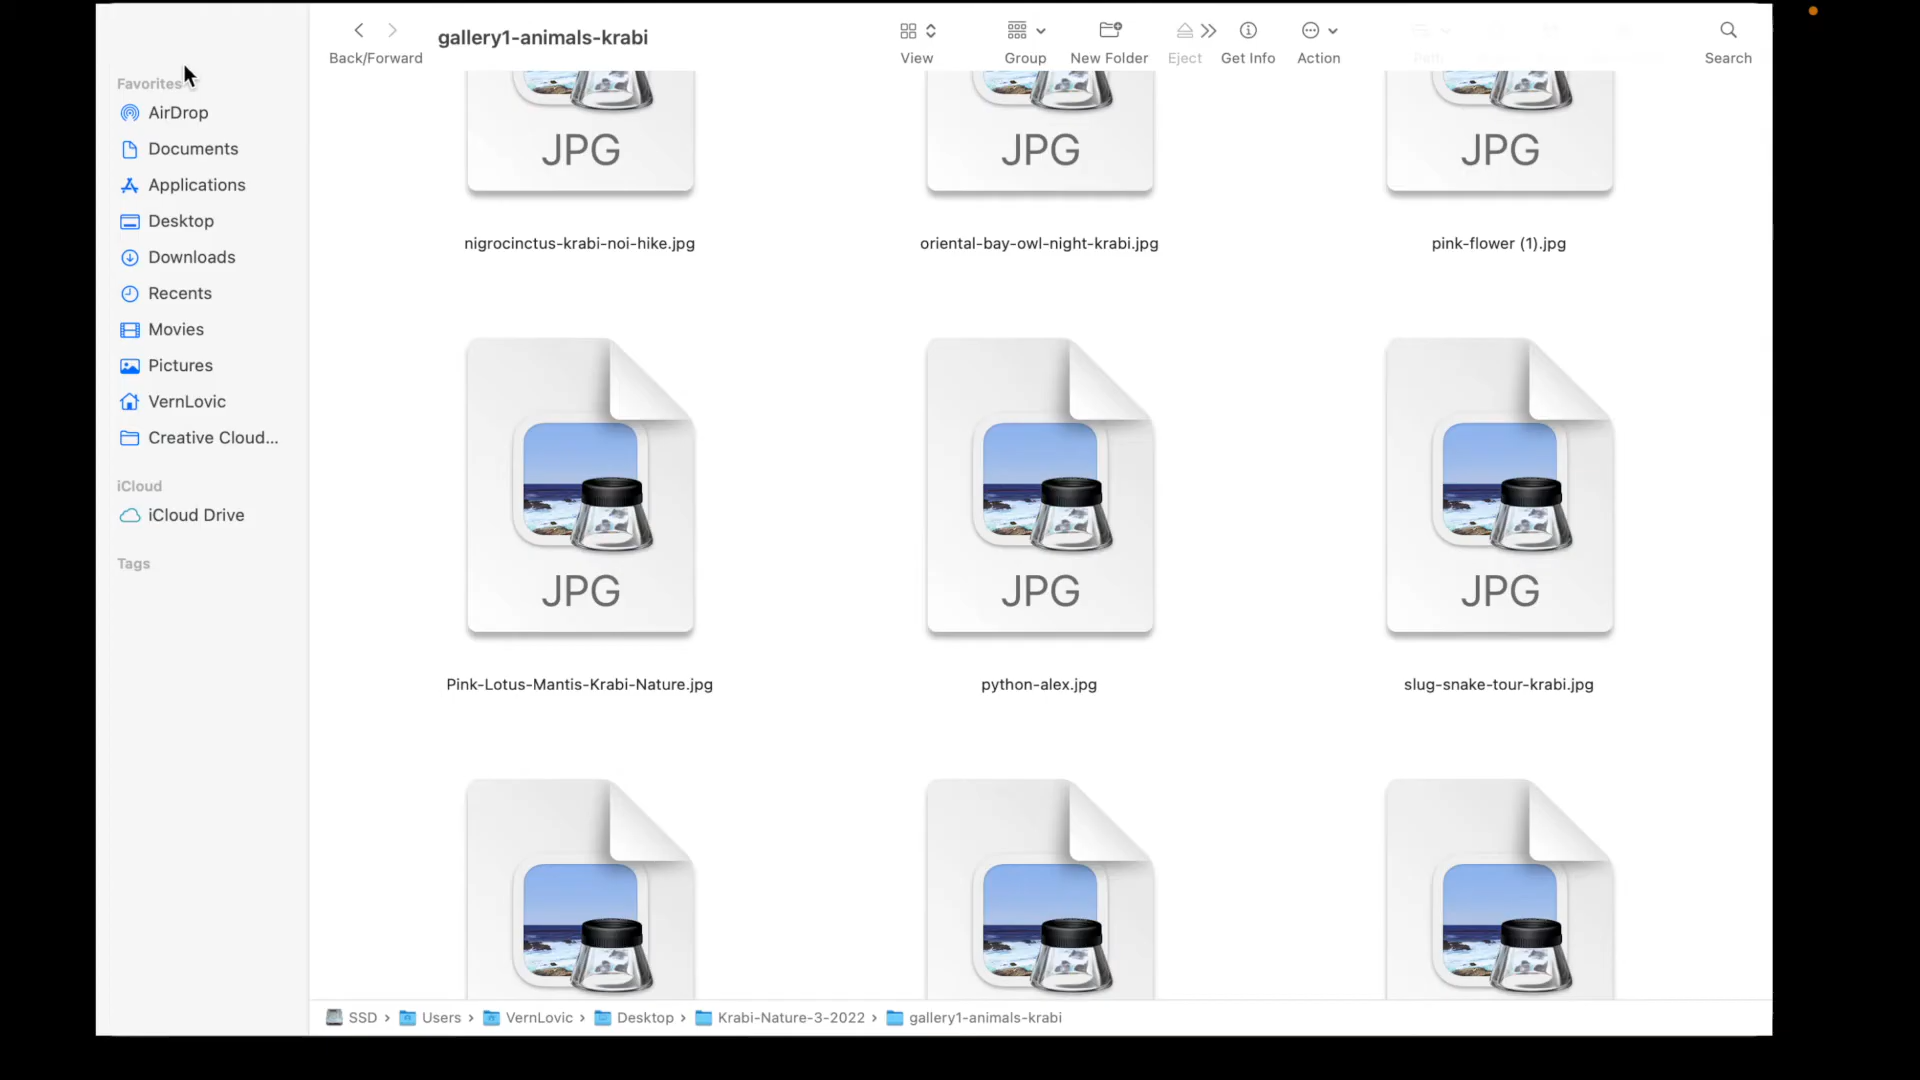 gallery1-animals-krabi
Back/Forward
View
Group
New Folder
Eject
Get Info
Action
Path
Search
Favorites
AirDrop
Documents
Applications
Desktop
Downloads
Recents
Movies
Pictures
VernLovic
Creative Cloud...
iCloud
iCloud Drive
Tags
JPG
JPG
JPG
nigrocinctus-krabi-noi-hike.jpg
oriental-bay-owl-night-krabi.jpg
pink-flower (1).jpg
JPG
JPG
JPG
Pink-Lotus-Mantis-Krabi-Nature.jpg
python-alex.jpg
slug-snake-tour-krabi.jpg
SSD › Users › VernLovic › Desktop › Krabi-Nature-3-2022 › gallery1-animals-krabi